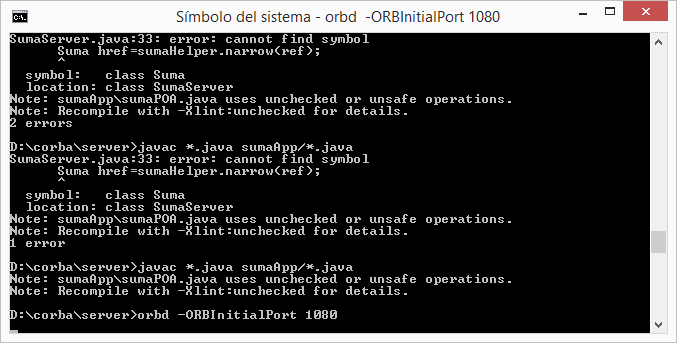 Símbolo del sistema - orbd -ORBInitialPort 1080
SumaServer.java:33: error: cannot find symbol
Suma href=sumaHelper.narrow(ref);
^
symbol: class Suma
location: class SumaServer
Note: sumaApp\sumaPOA.java uses unchecked or unsafe operations.
Note: Recompile with -Xlint:unchecked for details.
2 errors
D:\corba\server>javac *.java sumaApp/*.java
SumaServer.java:33: error: cannot find symbol
Suma href=sumaHelper.narrow(ref);
^
symbol: class Suma
location: class SumaServer
Note: sumaApp\sumaPOA.java uses unchecked or unsafe operations.
Note: Recompile with -Xlint:unchecked for details.
1 error
D:\corba\server>javac *.java sumaApp/*.java
Note: sumaApp\sumaPOA.java uses unchecked or unsafe operations.
Note: Recompile with -Xlint:unchecked for details.
D:\corba\server>orbd -ORBInitialPort 1080